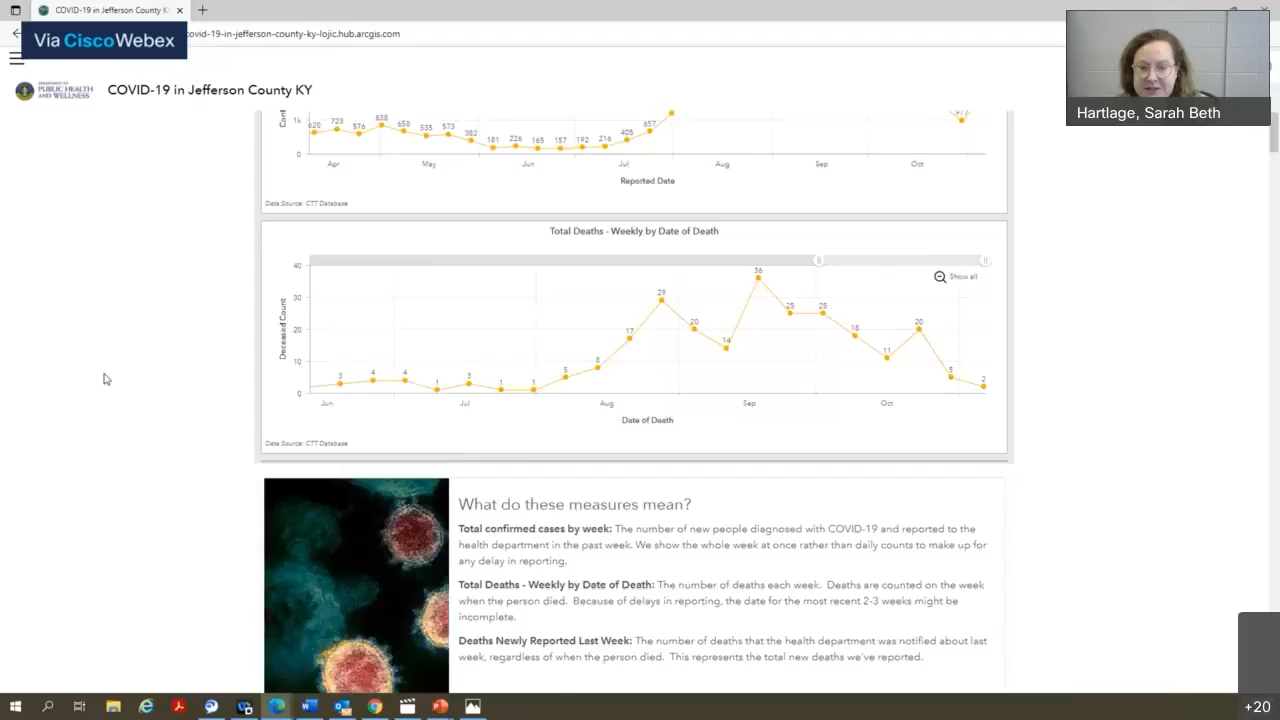 COVID-19 in Jefferson County K
Via CiscoWebex
covid-19-in-jefferson-county-ky-lojic.hub.arcgis.com
DEPARTMENT OF
PUBLIC HEALTH
AND WELLNESS
COVID-19 in Jefferson County KY
Hartlage, Sarah Beth
1k
620 723 576 838 658 535 573 382 181 226 165 157 192 216 405 657 977
0
Apr May Jun Jul Aug Sep Oct
Reported Date
Data Source: CTT Database
Total Deaths - Weekly by Date of Death
Show all
Deceased Count
40
30
20
10
0
3 4 4 1 3 1 1 5 8 17 29 20 14 36 25 25 18 11 20 5 2
Jun Jul Aug Sep Oct
Date of Death
Data Source: CTT Database
What do these measures mean?
Total confirmed cases by week: The number of new people diagnosed with COVID-19 and reported to the
health department in the past week. We show the whole week at once rather than daily counts to make up for
any delay in reporting.
Total Deaths - Weekly by Date of Death: The number of deaths each week. Deaths are counted on the week
when the person died. Because of delays in reporting, the date for the most recent 2-3 weeks might be
incomplete.
Deaths Newly Reported Last Week: The number of deaths that the health department was notified about last
week, regardless of when the person died. This represents the total new deaths we've reported.
+20